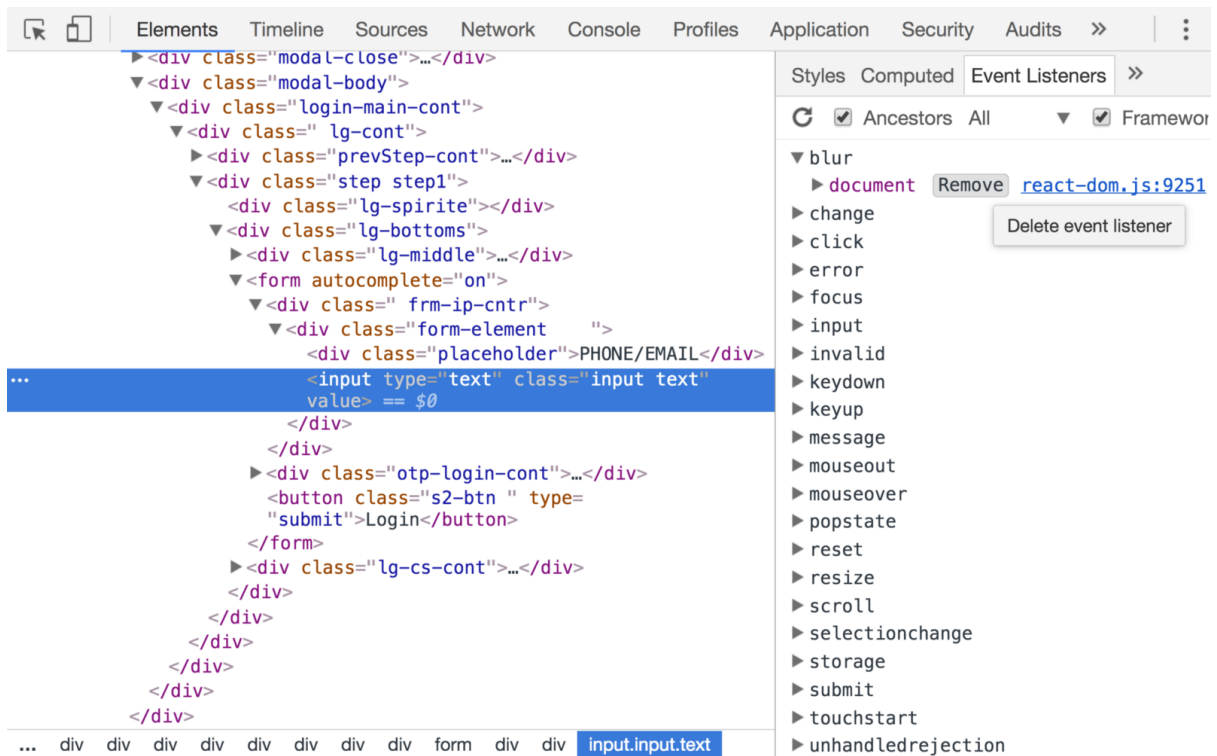 Elements Timeline Sources Network Console Profiles Application Security Audits »
<div class="modal-close">…</div>
<div class="modal-body">
<div class="login-main-cont">
<div class=" lg-cont">
<div class="prevStep-cont">…</div>
<div class="step step1">
<div class="lg-spirite"></div>
<div class="lg-bottoms">
<div class="lg-middle">…</div>
<form autocomplete="on">
<div class=" frm-ip-cntr">
<div class="form-element    ">
<div class="placeholder">PHONE/EMAIL</div>
… <input type="text" class="input text"
value> == $0
</div>
</div>
<div class="otp-login-cont">…</div>
<button class="s2-btn " type=
"submit">Login</button>
</form>
<div class="lg-cs-cont">…</div>
</div>
</div>
</div>
</div>
</div>
</div>
... div div div div div div div div form div div input.input.text
Styles Computed Event Listeners »
Ancestors All Framewor
blur
document Remove react-dom.js:9251
Delete event listener
change
click
error
focus
input
invalid
keydown
keyup
message
mouseout
mouseover
popstate
reset
resize
scroll
selectionchange
storage
submit
touchstart
unhandledrejection